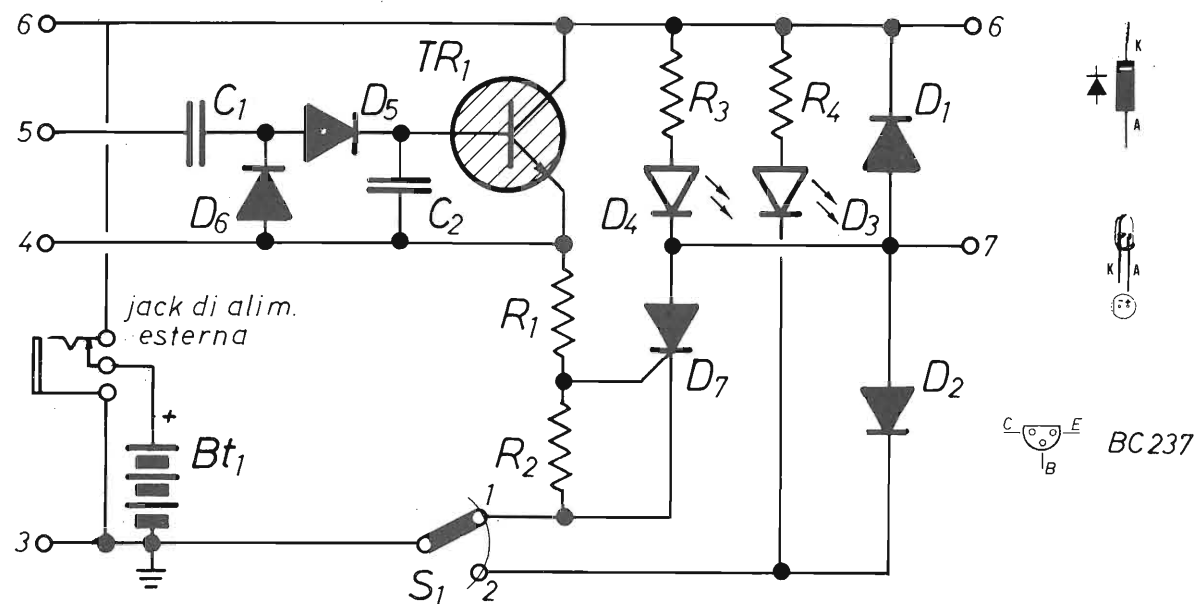 6
6
K
TR₁
C₁
D₅
R₃
R₄
D₁
5
A
D₆
C₂
D₄
D₃
4
7
K A
jack di alim.
esterna
R₁
D₇
D₂
+
C
E
BC237
B
Bt₁
R₂
1
3
S₁
2